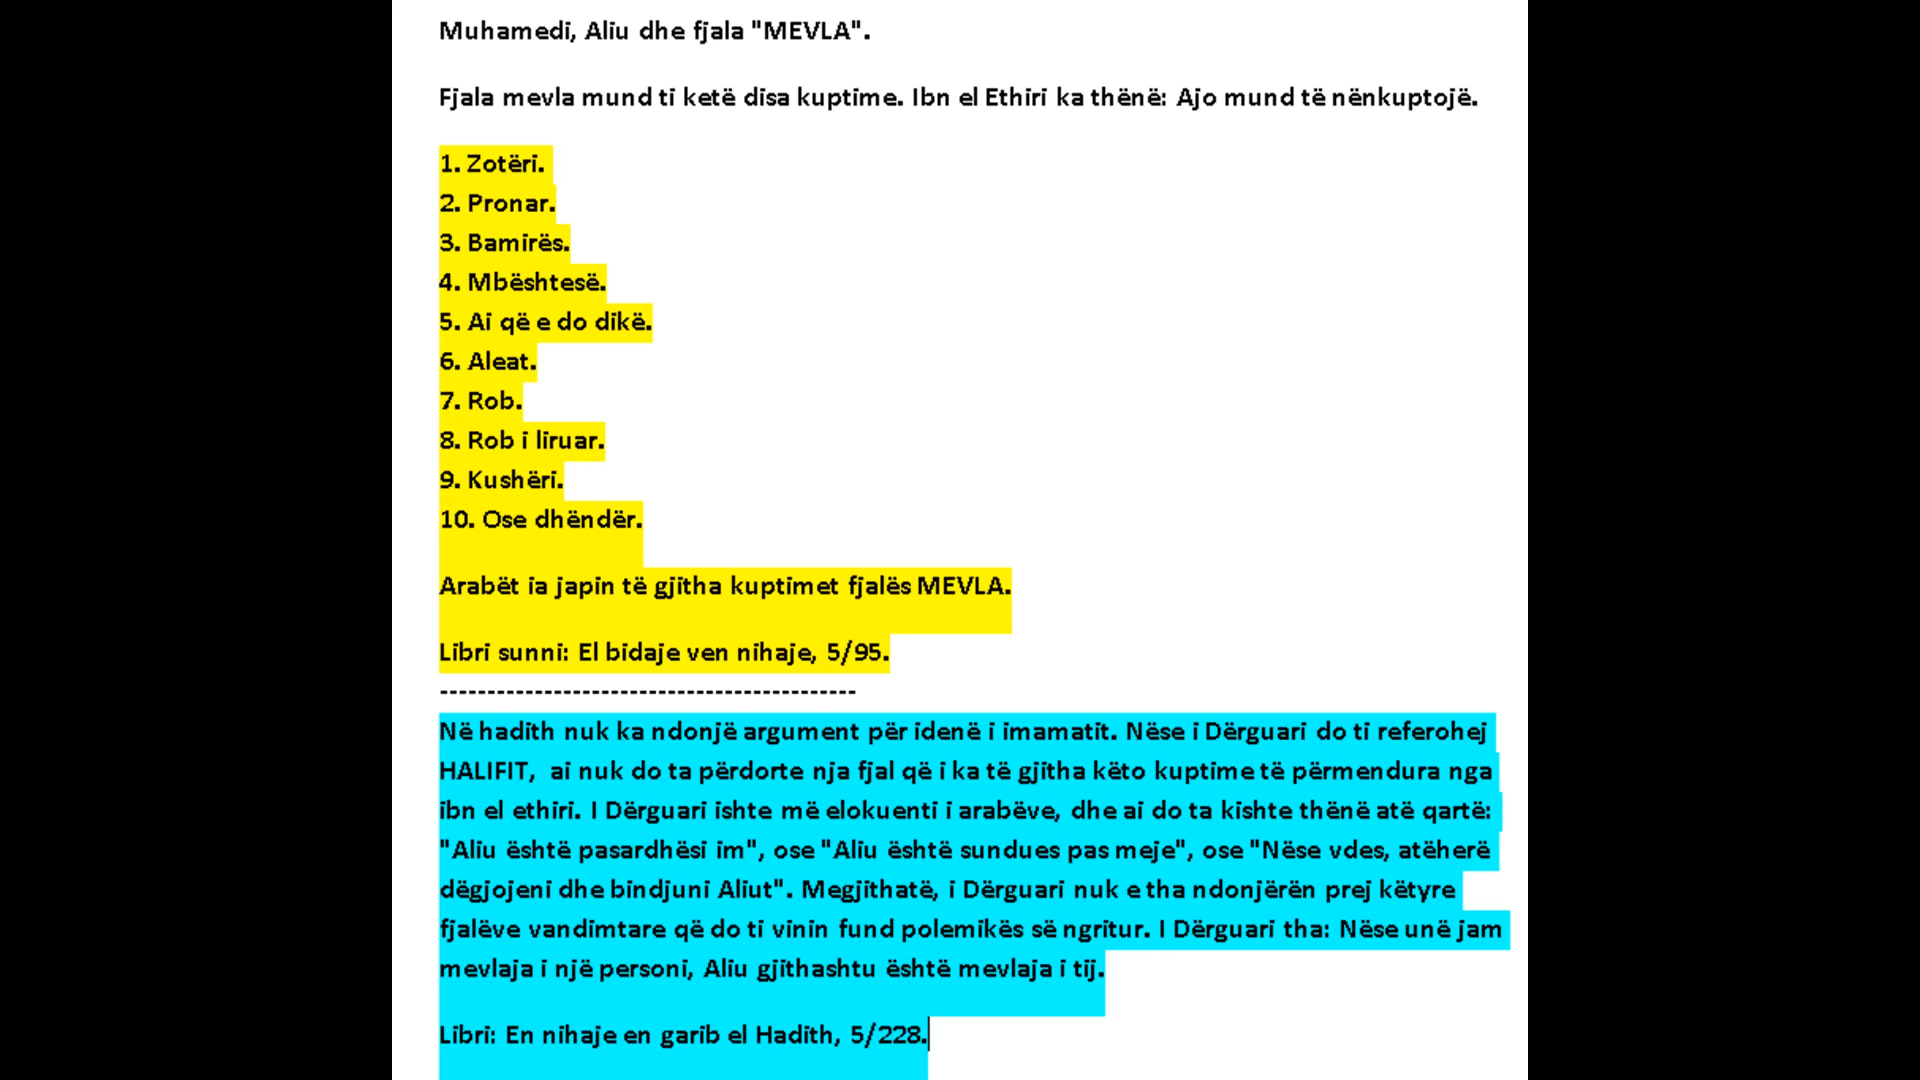 Muhamedi, Aliu dhe fjala "MEVLA".
Fjala mevla mund ti ketë disa kuptime. Ibn el Ethiri ka thënë: Ajo mund të nënkuptojë.
1. Zotëri.
2. Pronar.
3. Bamirës.
4. Mbështesë.
5. Ai që e do dikë.
6. Aleat.
7. Rob.
8. Rob i liruar.
9. Kushëri.
10. Ose dhëndër.
Arabët ia japin të gjitha kuptimet fjalës MEVLA.
Libri sunni: El bidaje ven nihaje, 5/95.
-------------------------------------------
Në hadith nuk ka ndonjë argument për idenë i imamatit. Nëse i Dërguari do ti referohej
HALIFIT, ai nuk do ta përdorte nja fjal që i ka të gjitha këto kuptime të përmendura nga
ibn el ethiri. I Dërguari ishte më elokuenti i arabëve, dhe ai do ta kishte thënë atë qartë:
"Aliu është pasardhësi im", ose "Aliu është sundues pas meje", ose "Nëse vdes, atëherë
dëgjojeni dhe bindjuni Aliut". Megjithatë, i Dërguari nuk e tha ndonjërën prej këtyre
fjalëve vandimtare që do ti vinin fund polemikës së ngritur. I Dërguari tha: Nëse unë jam
mevlaja i një personi, Aliu gjithashtu është mevlaja i tij.
Libri: En nihaje en garib el Hadith, 5/228.